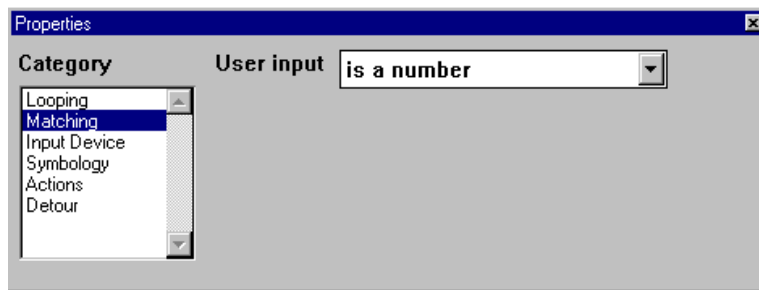 Properties
Category
User input
is a number
Looping
Matching
Input Device
Symbology
Actions
Detour